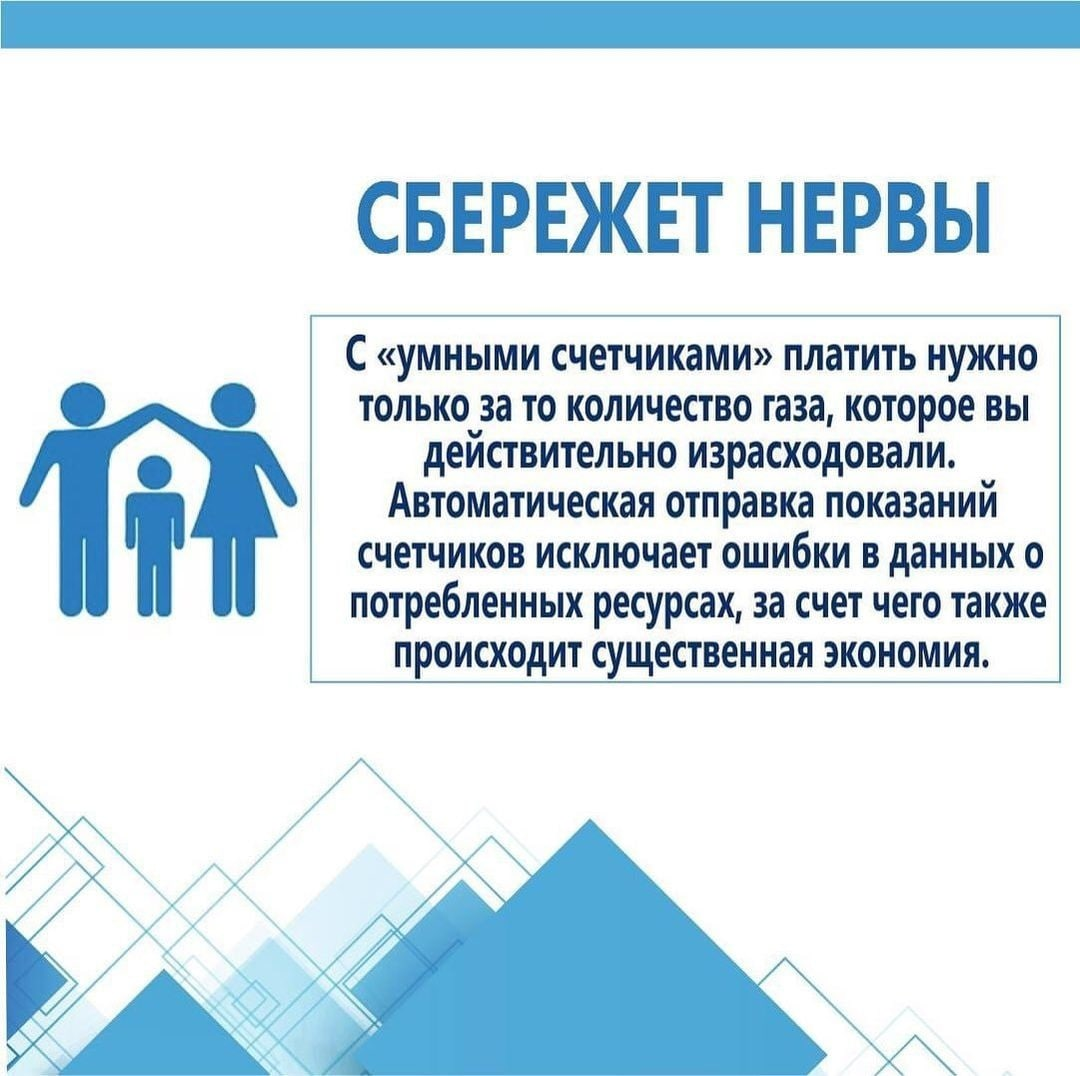 СБЕРЕЖЕТ НЕРВЫ
С «умными счетчиками» платить нужно
только за то количество газа, которое вы
действительно израсходовали.
Автоматическая отправка показаний
счетчиков исключает ошибки в данных о
потребленных ресурсах, за счет чего также
происходит существенная экономия.